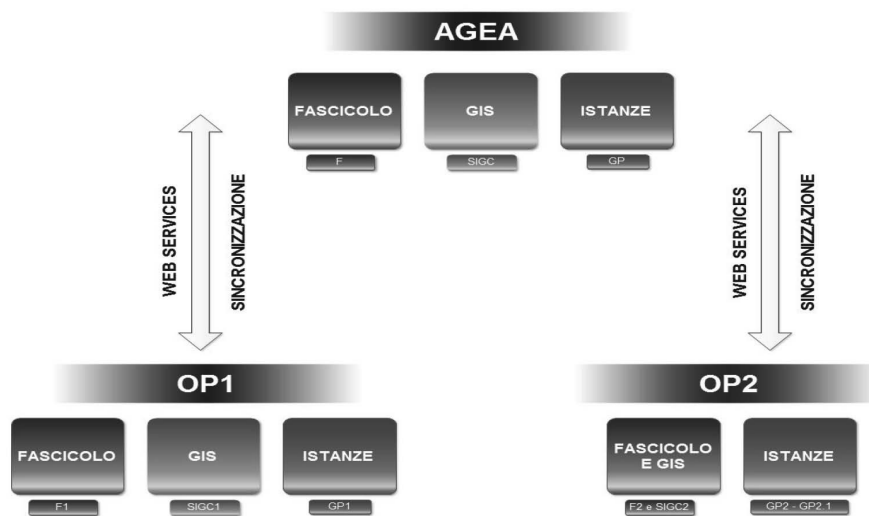 AGEA
FASCICOLO
GIS
ISTANZE
F
SIGC
GP
WEB SERVICES
SINCRONIZZAZIONE
WEB SERVICES
SINCRONIZZAZIONE
OP1
OP2
FASCICOLO
GIS
ISTANZE
FASCICOLO
E GIS
ISTANZE
F1
SIGC1
GP1
F2 e SIGC2
GP2 - GP2.1